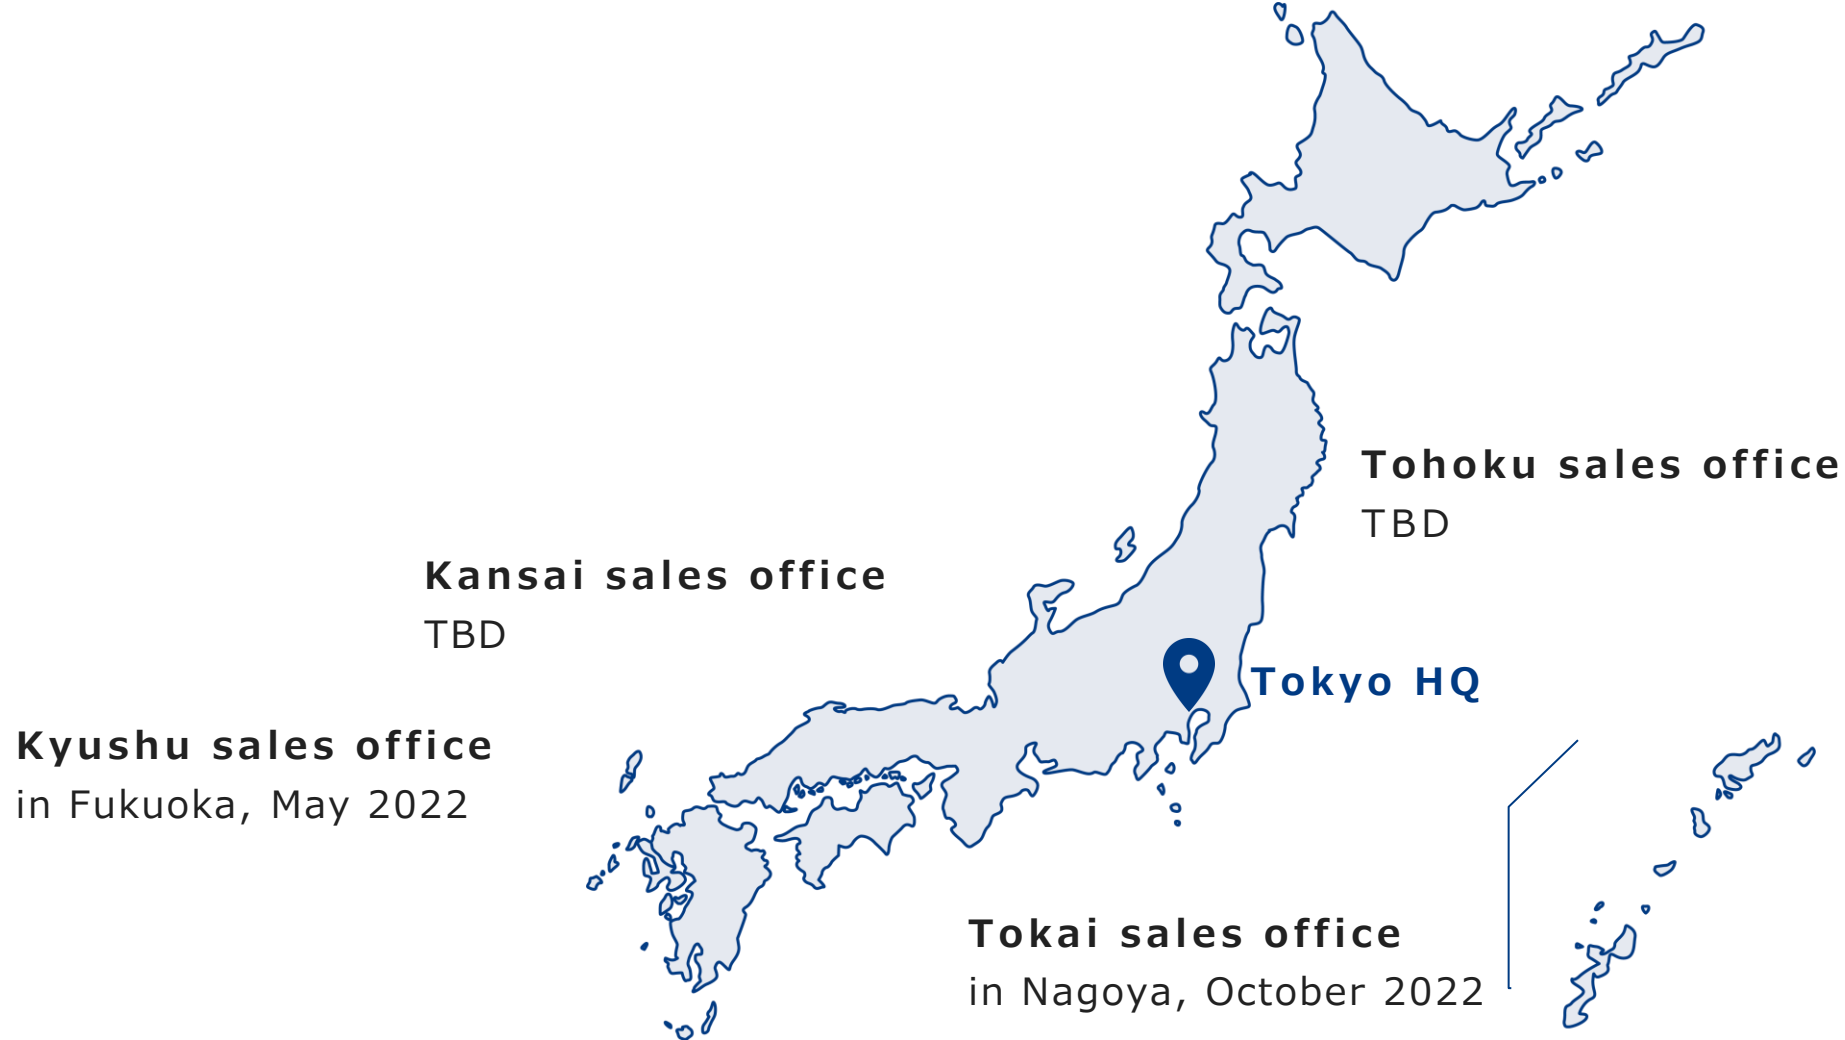 Tohoku sales office
TBD
Kansai sales office
TBD
Tokyo HQ
Kyushu sales office
in Fukuoka, May 2022
Tokai sales office
in Nagoya, October 2022